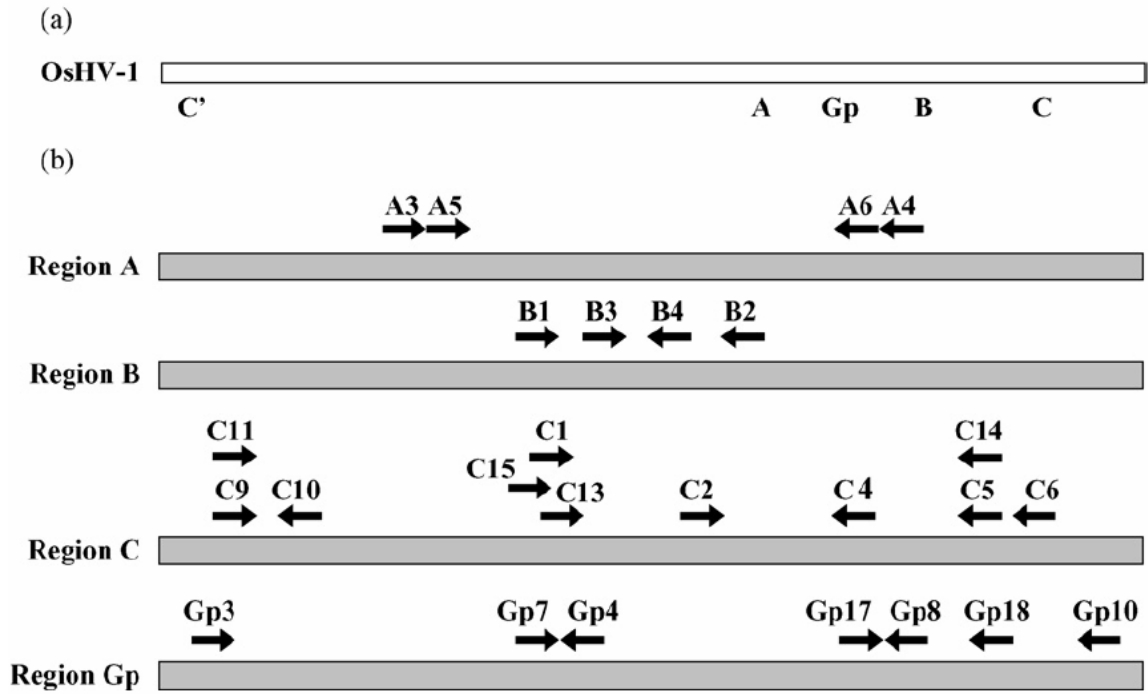 (a)
OsHV-1
C’ A Gp B C
(b)
A3 A5 A6 A4
Region A
B1 B3 B4 B2
Region B
C11 C1 C14
C15
C9 C10 C13 C2 C4 C5 C6
Region C
Gp3 Gp7 Gp4 Gp17 Gp8 Gp18 Gp10
Region Gp